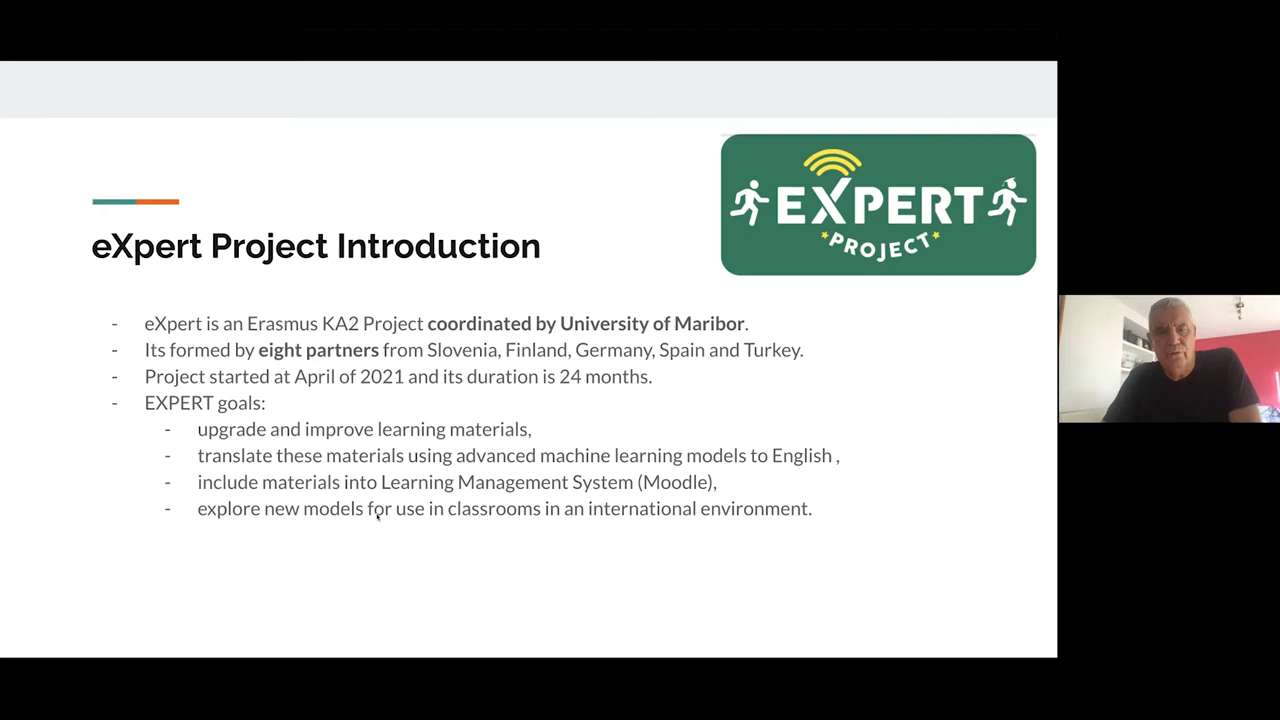 EXPERT
PROJECT
eXpert Project Introduction
- eXpert is an Erasmus KA2 Project coordinated by University of Maribor.
- Its formed by eight partners from Slovenia, Finland, Germany, Spain and Turkey.
- Project started at April of 2021 and its duration is 24 months.
- EXPERT goals:
- upgrade and improve learning materials,
- translate these materials using advanced machine learning models to English ,
- include materials into Learning Management System (Moodle),
- explore new models for use in classrooms in an international environment.